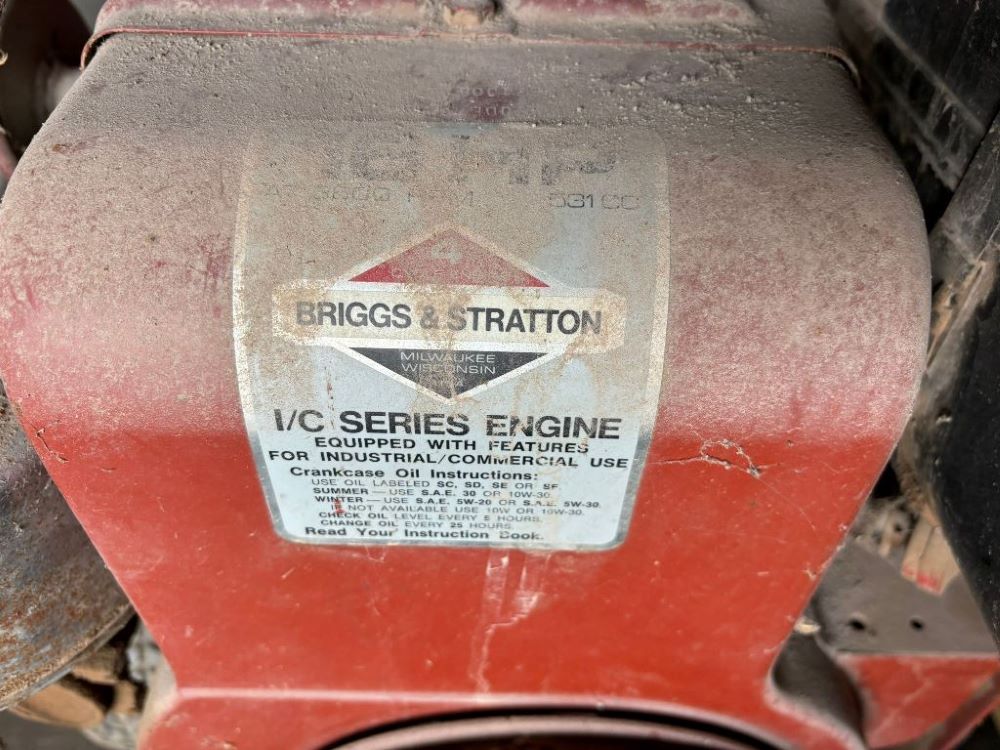 531CC
4
BRIGGS & STRATTON
MILWAUKEE
WISCONSIN
I/C SERIES ENGINE
EQUIPPED WITH FEATURES
FOR INDUSTRIAL/COMMERCIAL USE
Crankcase Oil Instructions:
USE OIL LABELED SC, SD, SE OR SF
SUMMER — USE S.A.E. 30 OR 10W-30.
WINTER — USE S.A.E. 5W-20 OR S.A.E. 5W-30.
IF NOT AVAILABLE USE 10W OR 10W-30.
CHECK OIL LEVEL EVERY 5 HOURS.
CHANGE OIL EVERY 25 HOURS.
Read Your Instruction Book.